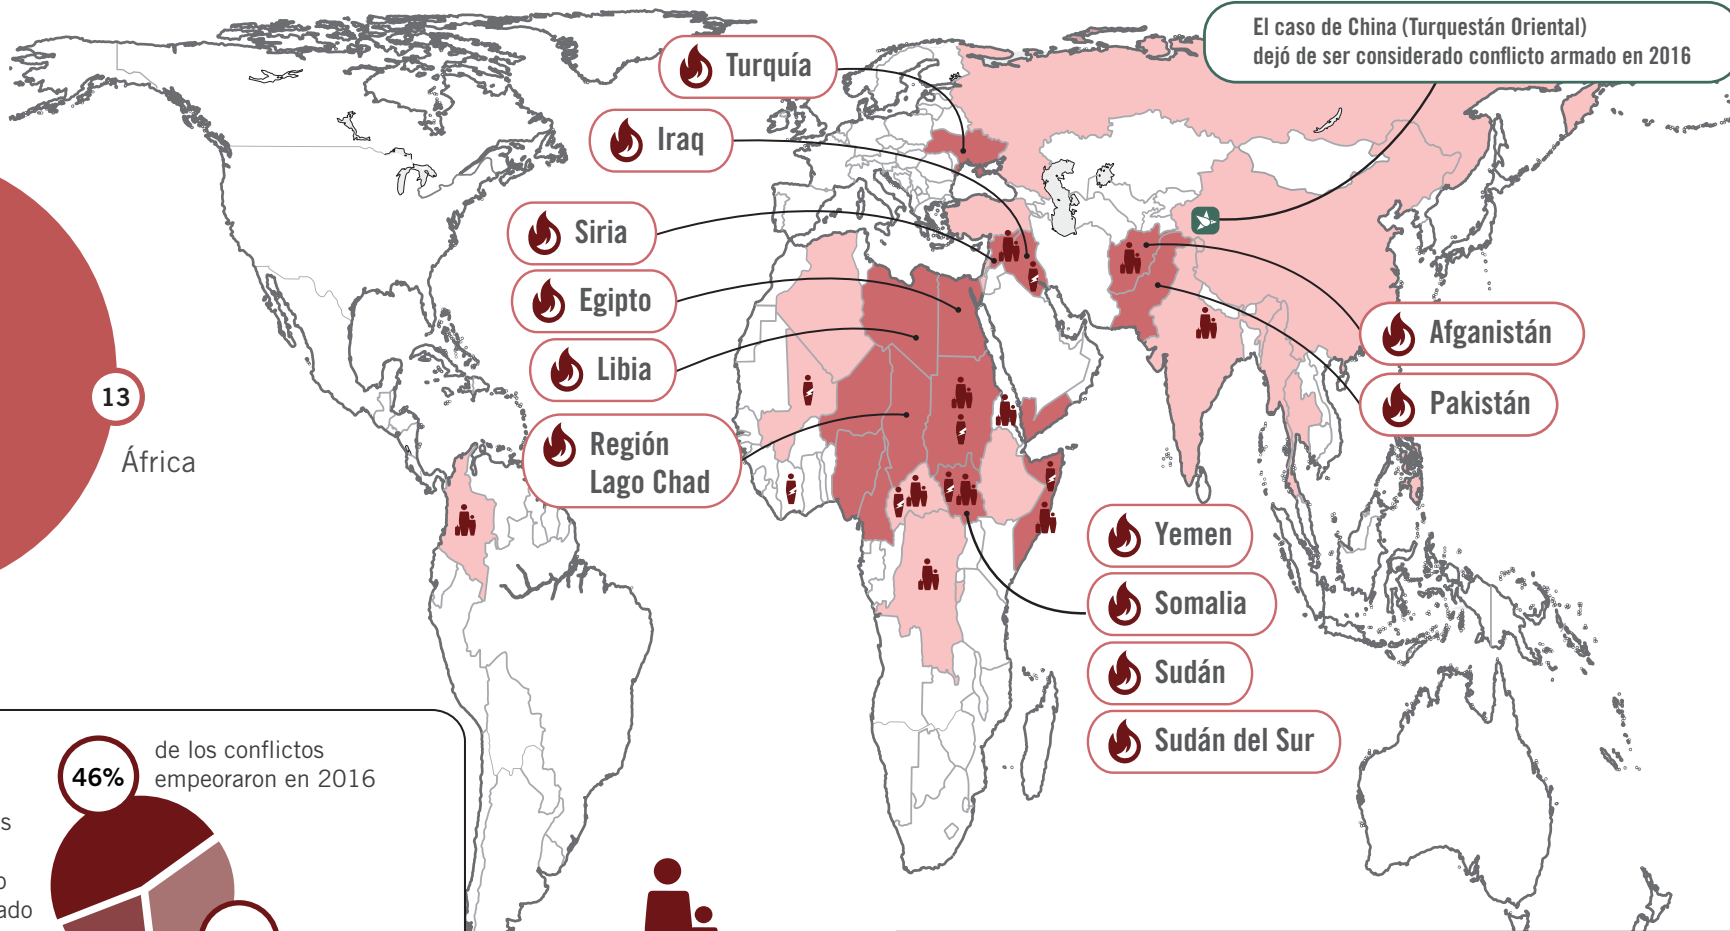 El caso de China (Turquestán Oriental)
dejó de ser considerado conflicto armado en 2016
Turquía
Iraq
Siria
Egipto
Libia
Región
Lago Chad
Afganistán
Pakistán
Yemen
Somalia
Sudán
Sudán del Sur
13
África
46%
de los conflictos
empeoraron en 2016